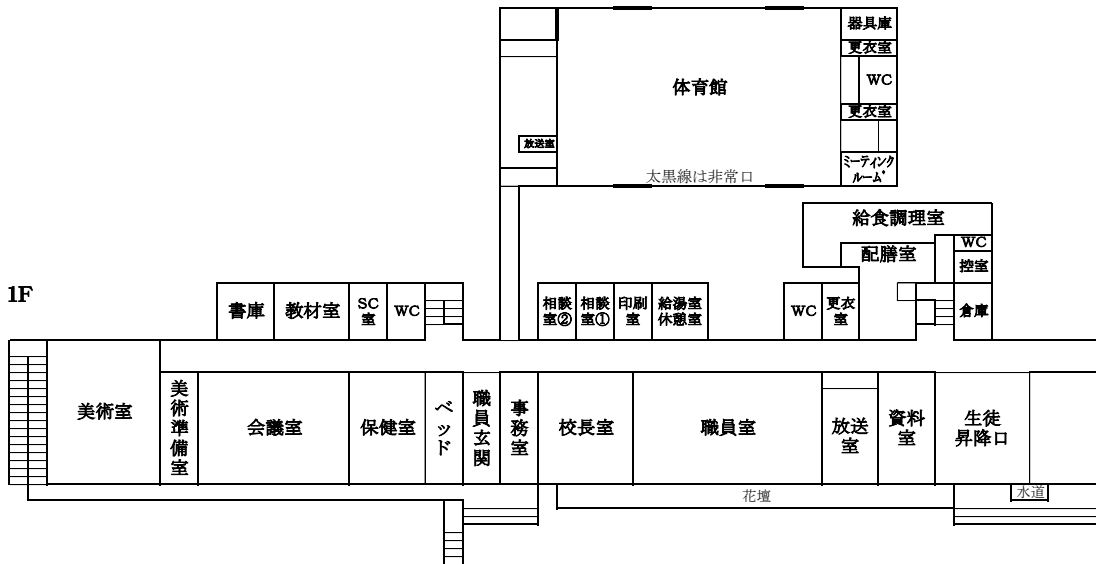 器具庫
更衣室
WC
体育館
更衣室
放送室
ミーティング
ルーム
太黒線は非常口
給食調理室
配膳室
WC
控室
1F
書庫
教材室
SC
室
WC
相談
室②
相談
室①
印刷
室
給湯室
休憩室
WC
更衣
室
倉庫
美術室
美術準備室
会議室
保健室
ベッド
職員玄関
事務室
校長室
職員室
放送
室
資料
室
生徒
昇降口
花壇
水道